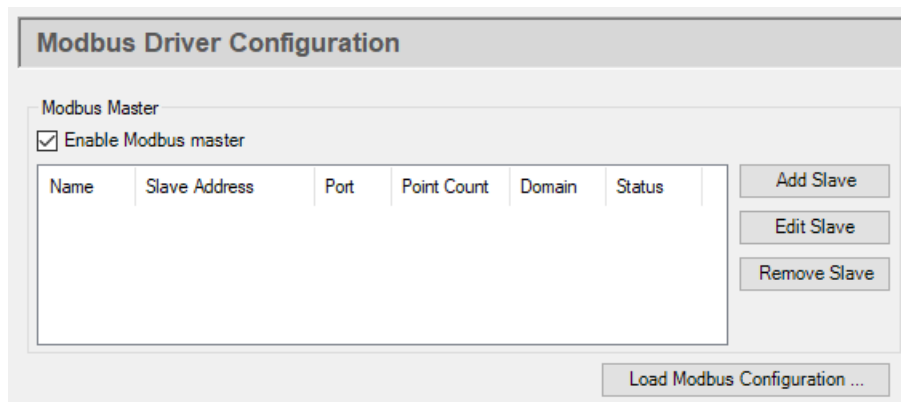 Modbus Driver Configuration
Modbus Master
Enable Modbus master
Name Slave Address Port Point Count Domain Status
Add Slave
Edit Slave
Remove Slave
Load Modbus Configuration ...